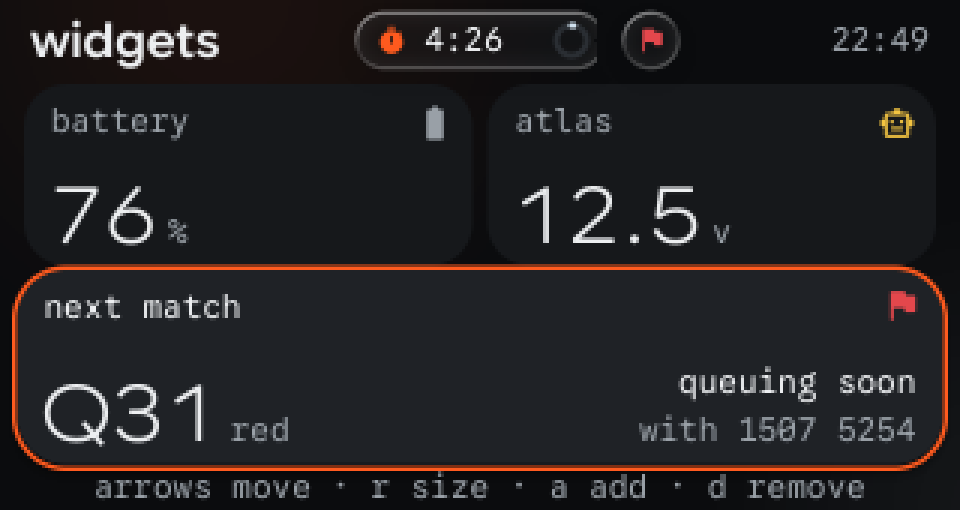 widgets 4:26 22:49
battery atlas
76 % 12.5 v
next match
queuing soon
Q31 red with 1507 5254
arrows move · r size · a add · d remove